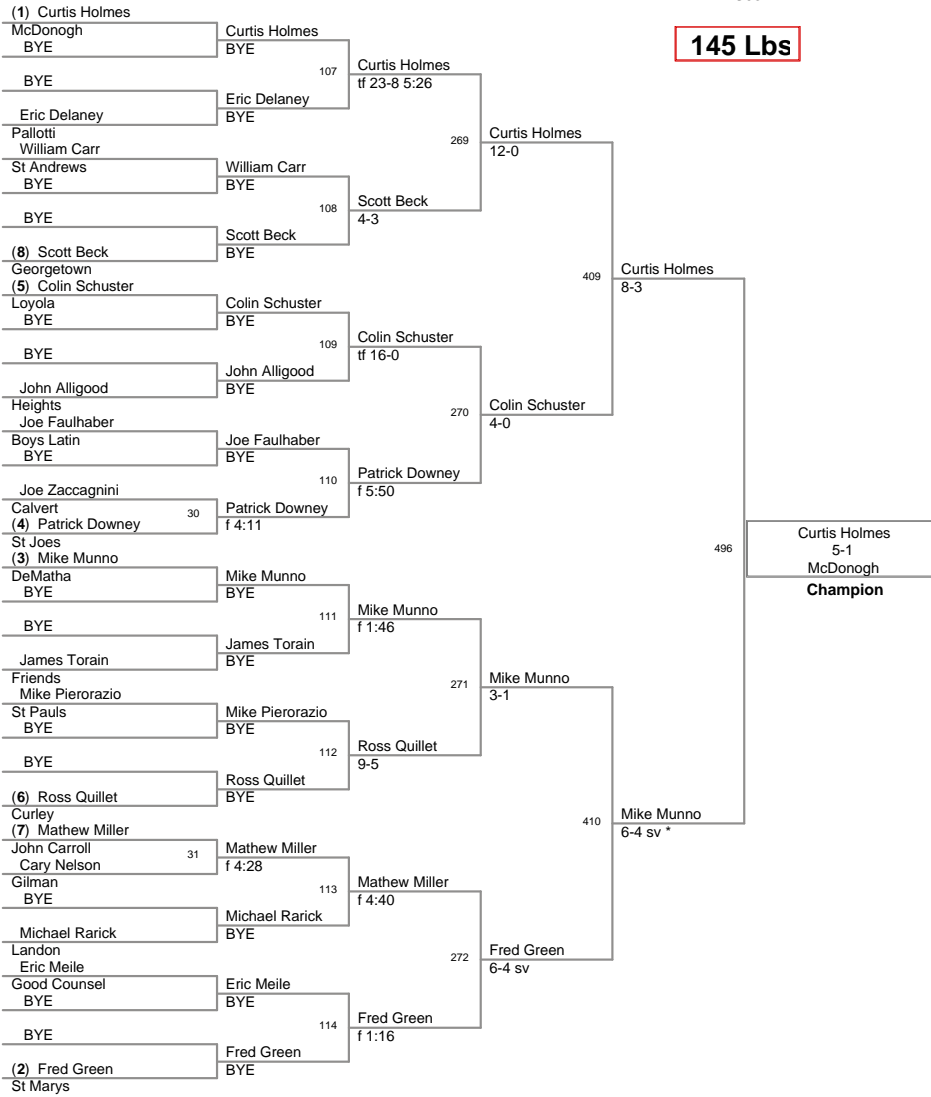 145 Lbs
(1) Curtis Holmes
McDonogh
BYE
BYE
Eric Delaney
Pallotti
William Carr
St Andrews
BYE
BYE
(8) Scott Beck
Georgetown
(5) Colin Schuster
Loyola
BYE
BYE
John Alligood
Heights
Joe Faulhaber
Boys Latin
BYE
Joe Zaccagnini
Calvert
30
(4) Patrick Downey
St Joes
(3) Mike Munno
DeMatha
BYE
BYE
James Torain
Friends
Mike Pierorazio
St Pauls
BYE
BYE
(6) Ross Quillet
Curley
(7) Mathew Miller
John Carroll
31
Cary Nelson
Gilman
BYE
Michael Rarick
Landon
Eric Meile
Good Counsel
BYE
BYE
(2) Fred Green
St Marys
Curtis Holmes
BYE
107
Eric Delaney
BYE
William Carr
BYE
108
Scott Beck
BYE
Colin Schuster
BYE
109
John Alligood
BYE
Joe Faulhaber
BYE
110
Patrick Downey
f 4:11
Mike Munno
BYE
111
James Torain
BYE
Mike Pierorazio
BYE
112
Ross Quillet
BYE
Mathew Miller
f 4:28
113
Michael Rarick
BYE
Eric Meile
BYE
114
Fred Green
BYE
Curtis Holmes
tf 23-8 5:26
269
Scott Beck
4-3
Colin Schuster
tf 16-0
270
Patrick Downey
f 5:50
Mike Munno
f 1:46
271
Ross Quillet
9-5
Mathew Miller
f 4:40
272
Fred Green
f 1:16
Curtis Holmes
12-0
409
Colin Schuster
4-0
Mike Munno
3-1
410
Fred Green
6-4 sv
Curtis Holmes
8-3
496
Mike Munno
6-4 sv *
Curtis Holmes
5-1
McDonogh
Champion